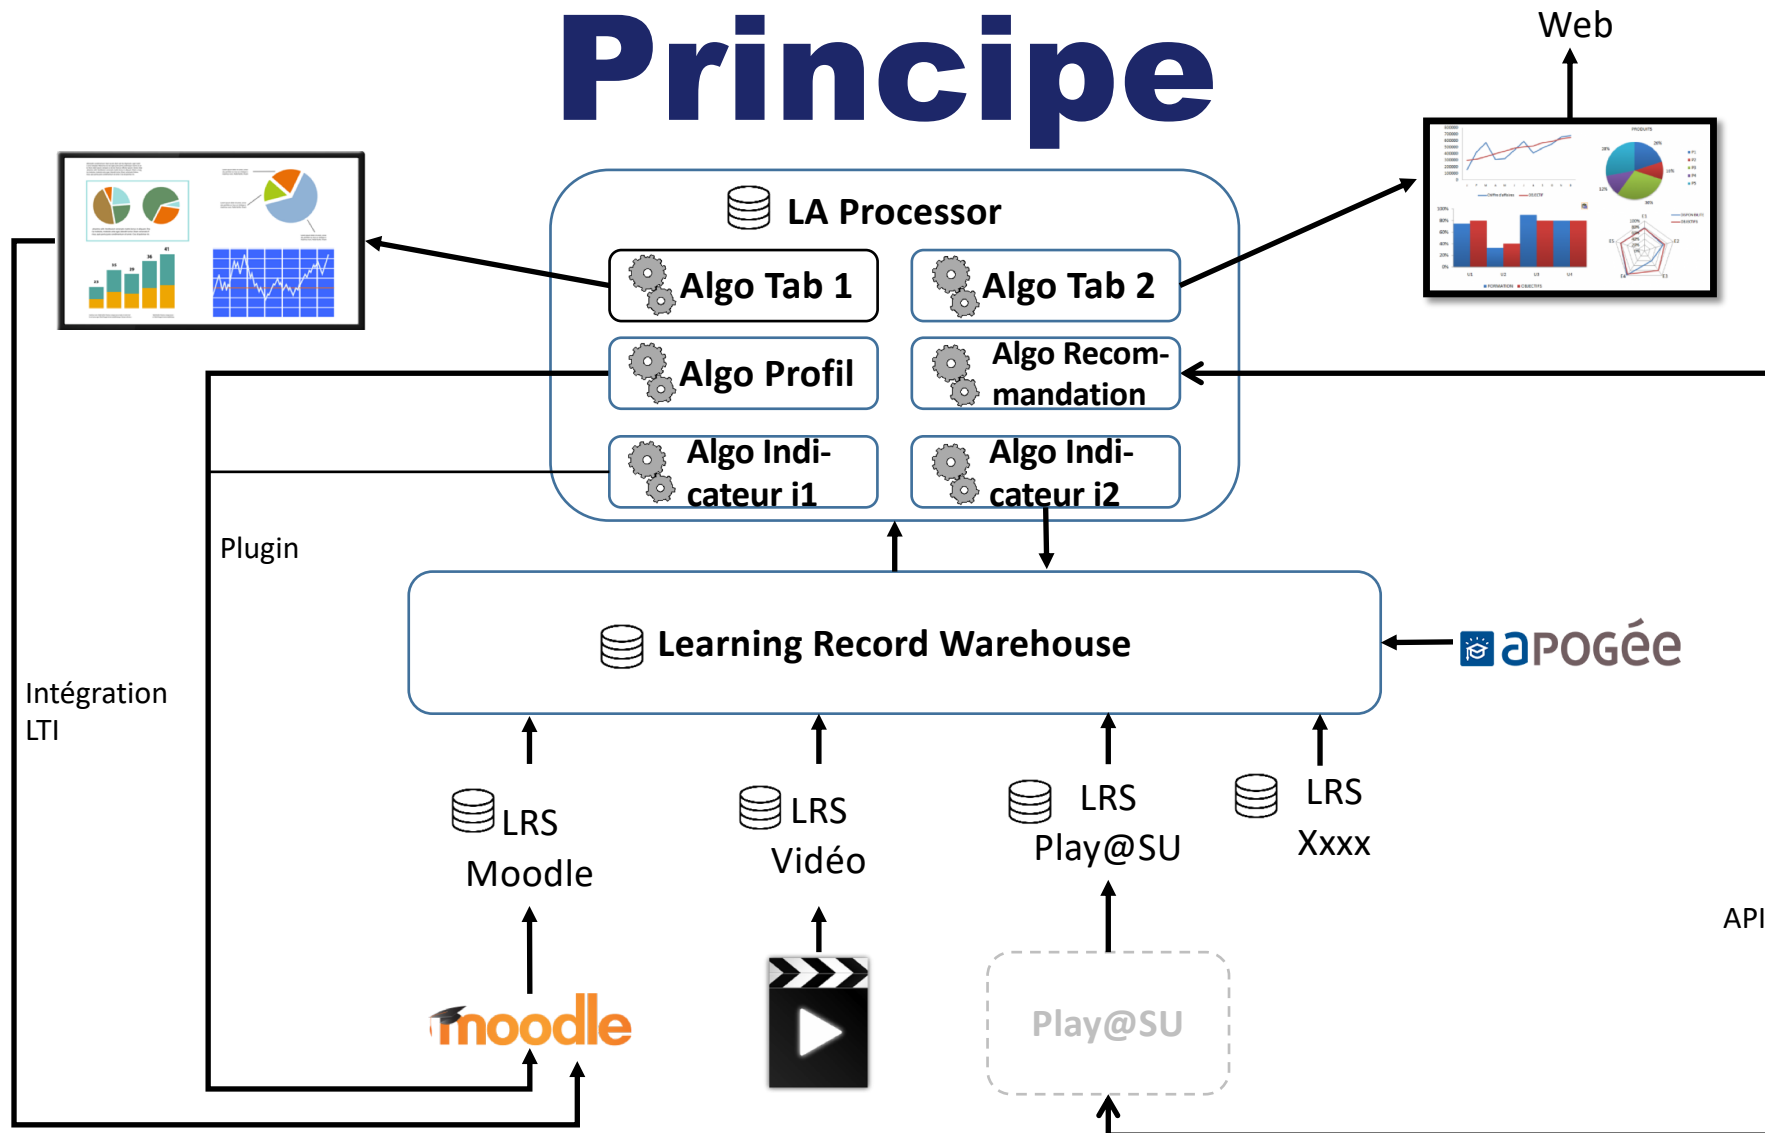 Principe
Web
LA Processor
Algo Tab 1
Algo Tab 2
Algo Profil
Algo Recom-
mandation
Algo Indi-
cateur i1
Algo Indi-
cateur i2
Plugin
Learning Record Warehouse
apogée
Intégration
LTI
LRS
Moodle
LRS
Vidéo
LRS
Play@SU
LRS
Xxxx
API
moodle
Play@SU